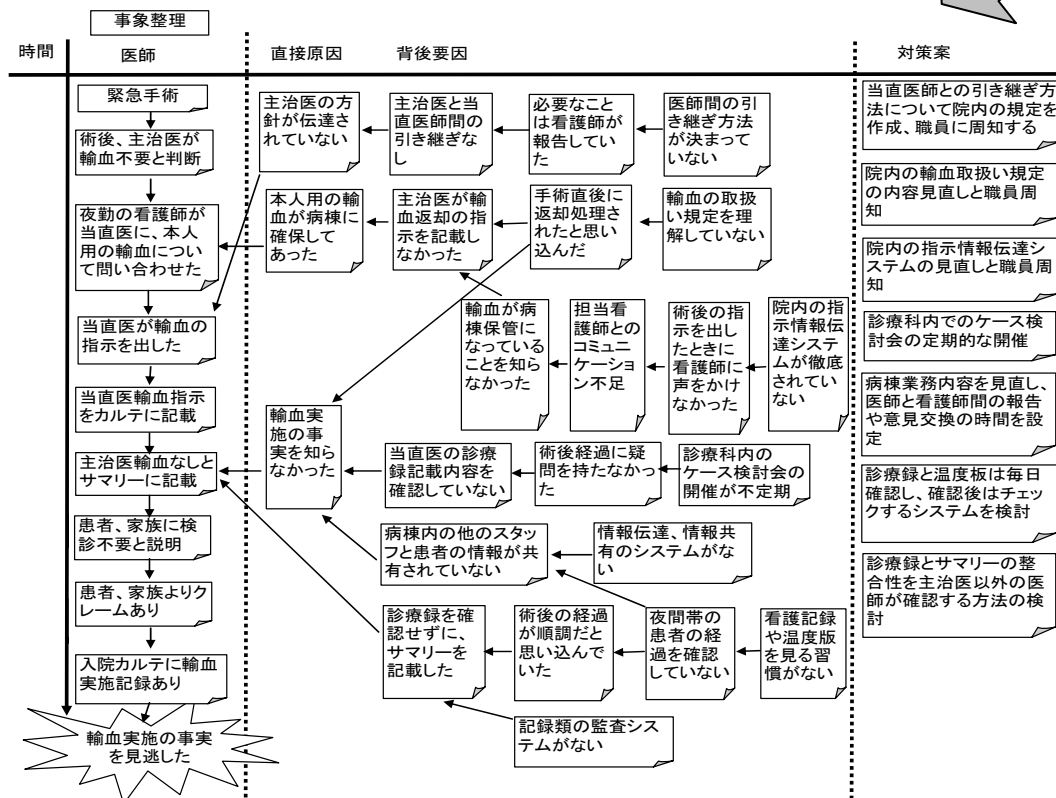 事象整理
時間
医師
直接原因
背後要因
対策案
緊急手術
術後、主治医が
輸血不要と判断
夜勤の看護師が
当直医に、本人
用の輸血につい
て問い合わせた
当直医が輸血の
指示を出した
当直医輸血指示
をカルテに記載
主治医輸血なしと
サマリーに記載
患者、家族に検
診不要と説明
患者、家族よりク
レームあり
入院カルテに輸血
実施記録あり
輸血実施の事実
を見逃した
主治医の方
針が伝達さ
れていない
主治医と当
直医師間の
引き継ぎな
し
必要なこと
は看護師が
報告してい
た
医師間の引
き継ぎ方法
が決まって
いない
本人用の輸
血が病棟に
確保して
あった
主治医が輸
血返却の指
示を記載し
なかった
手術直後に
返却処理さ
れたと思い
込んだ
輸血の取扱
い規定を理
解していない
輸血が病
棟保管に
なっている
ことを知ら
なかった
担当看
護師との
コミュニ
ケーショ
ン不足
術後の指
示を出し
たときに
看護師に
声をかけ
なかった
院内の指
示情報伝
達システ
ムが徹底
されてい
ない
輸血実
施の事
実を知ら
なかった
当直医の診療
録記載内容を
確認していない
術後経過に疑
問を持たなかっ
た
診療科内の
ケース検討会の
開催が不定期
病棟内の他のスタッ
フと患者の情報が共
有されていない
情報伝達、情報共
有のシステムがな
い
診療録を確
認せずに、
サマリーを
記載した
術後の経過
が順調だと
思い込んで
いた
夜間帯の
患者の経
過を確認
していない
看護記録
や温度版
を見る習
慣がない
記録類の監査シス
テムがない
当直医師との引き継ぎ方
法について院内の規定を
作成、職員に周知する
院内の輸血取扱い規定
の内容見直しと職員周
知
院内の指示情報伝達シ
ステムの見直しと職員周
知
診療科内でのケース検
討会の定期的な開催
病棟業務内容を見直し、
医師と看護師間の報告
や意見交換の時間を設
定
診療録と温度板は毎日
確認し、確認後はチェッ
クするシステムを検討
診療録とサマリーの整
合性を主治医以外の医
師が確認する方法の検
討